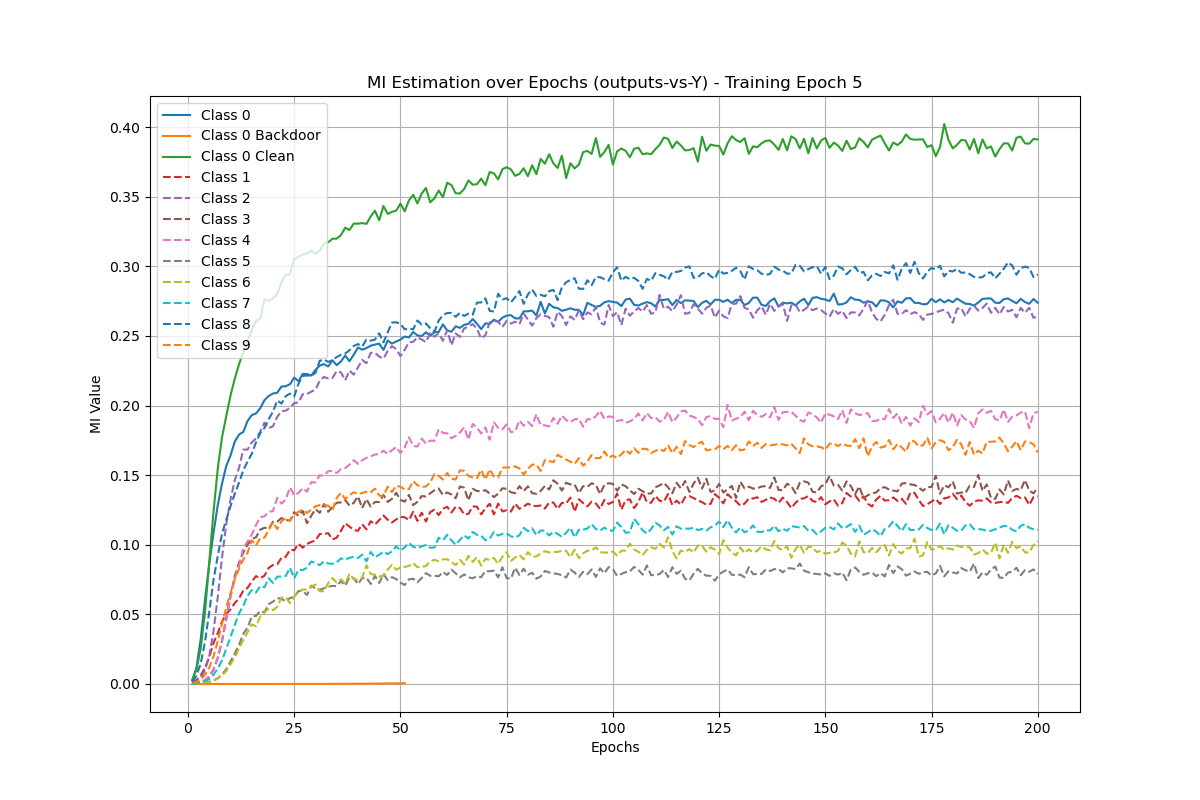 MI Estimation over Epochs (outputs-vs-Y) - Training Epoch 5
Class 0
Class 0 Backdoor
Class 0 Clean
Class 1
Class 2
Class 3
Class 4
Class 5
Class 6
Class 7
Class 8
Class 9
0.40
0.35
0.30
0.25
0.20
0.15
0.10
0.05
0.00
MI Value
0 25 50 75 100 125 150 175 200
Epochs